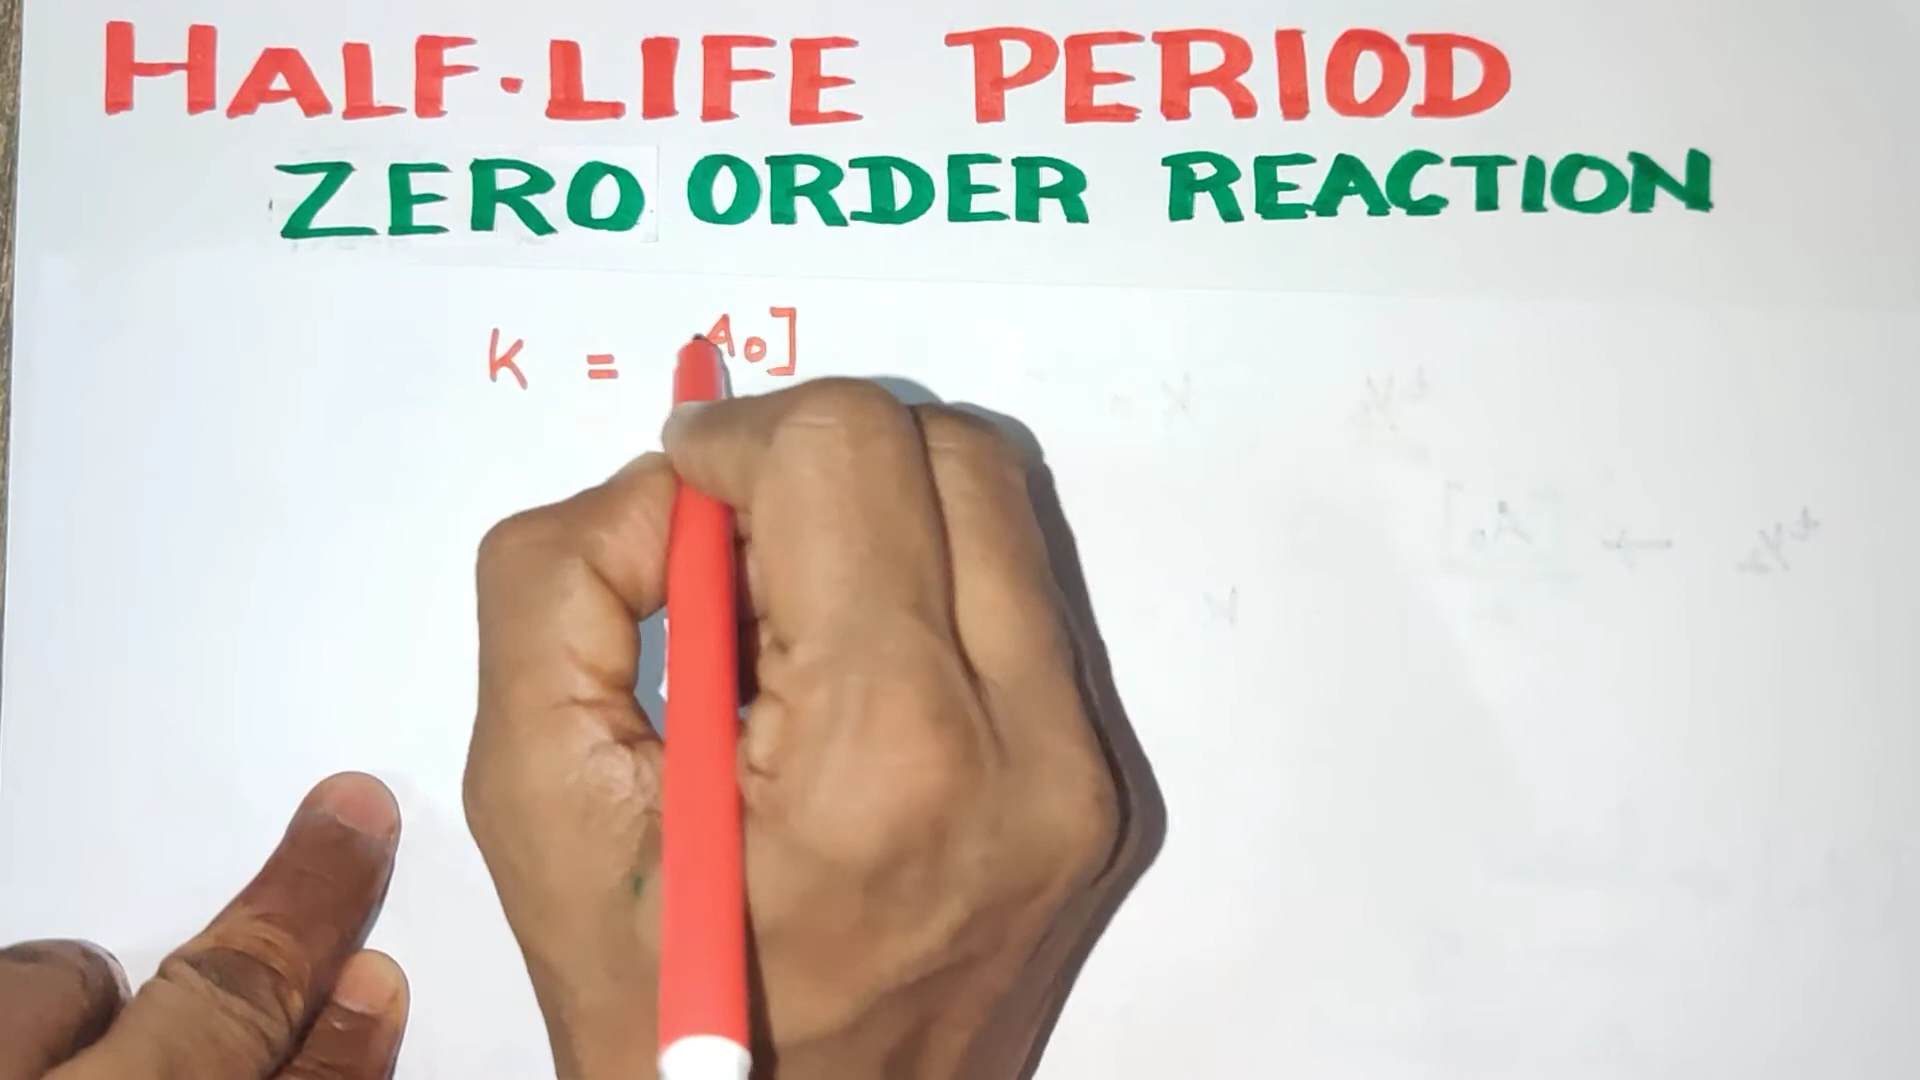 HALF-LIFE PERIOD
ZERO ORDER REACTION
K = A0]